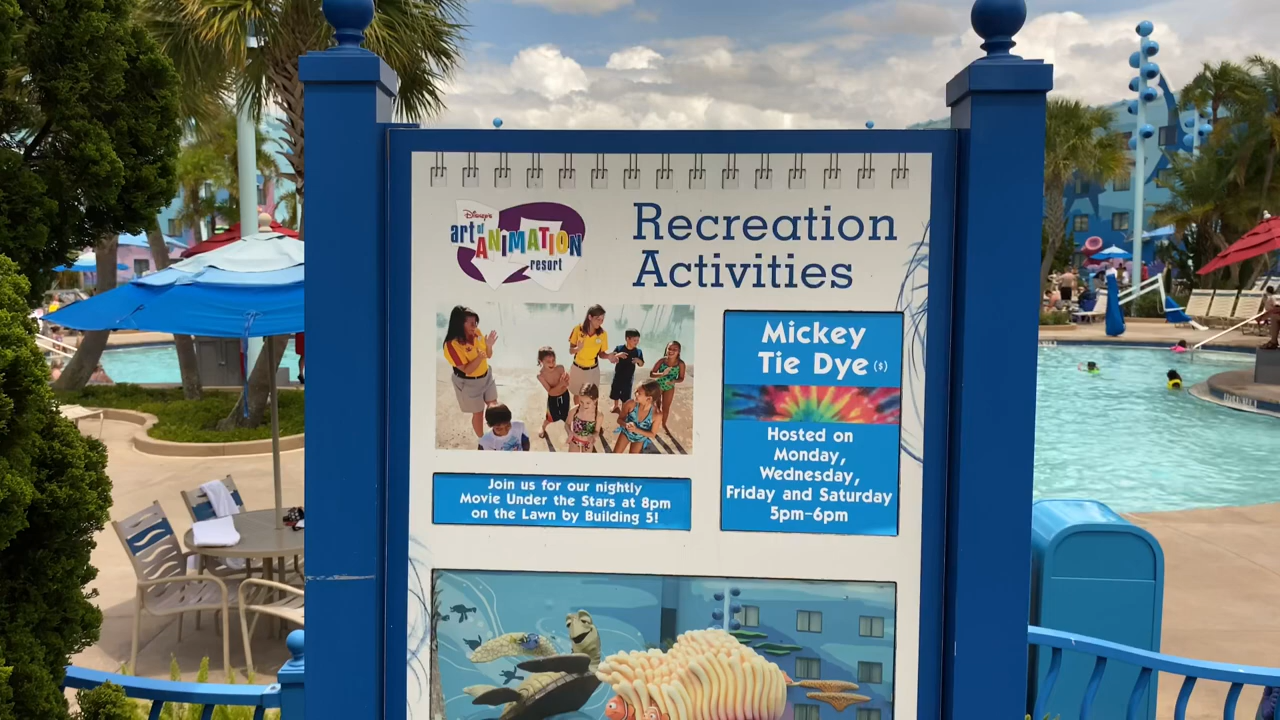 Disney's
art of
ANIMATION
resort
Recreation
Activities
Mickey
Tie Dye ($)
Hosted on
Monday,
Wednesday,
Friday and Saturday
5pm-6pm
Join us for our nightly
Movie Under the Stars at 8pm
on the Lawn by Building 5!